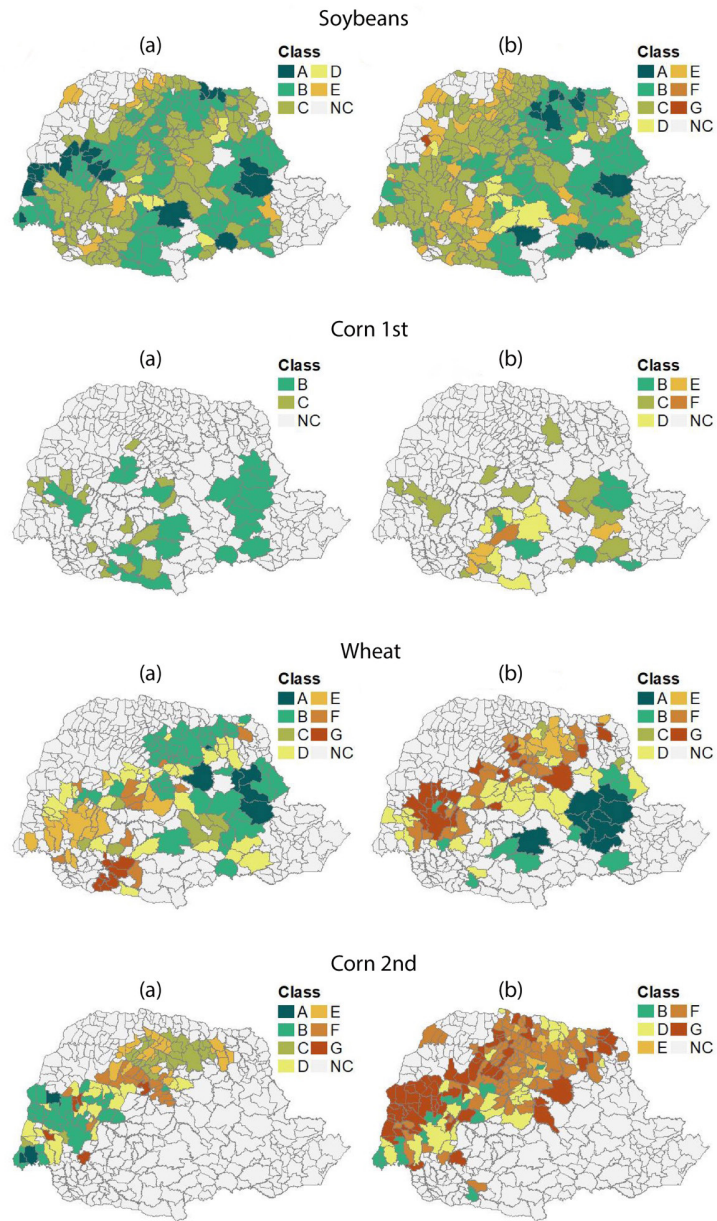 Soybeans
(a)
Class
A D
B E
C NC
(b)
Class
A E
B F
C G
D NC
Corn 1st
(a)
Class
B
C
NC
(b)
Class
B E
C F
D NC
Wheat
(a)
Class
A E
B F
C G
D NC
(b)
Class
A E
B F
C G
D NC
Corn 2nd
(a)
Class
A E
B F
C G
D NC
(b)
Class
B F
D G
E NC